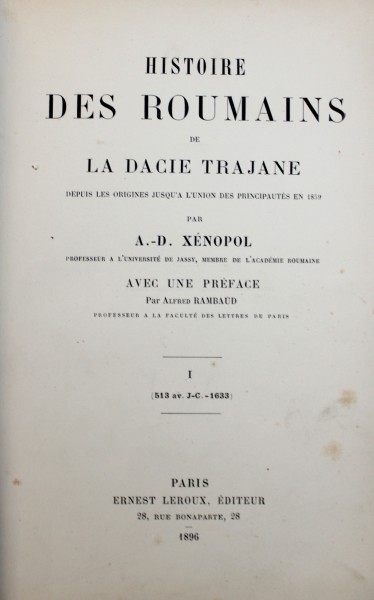 HISTOIRE
DES ROUMAINS
DE
LA DACIE TRAJANE
DEPUIS LES ORIGINES JUSQU'A L'UNION DES PRINCIPAUTÉS EN 1859
PAR
A.-D. XÉNOPOL
PROFESSEUR A L'UNIVERSITÉ DE JASSY, MEMBRE DE L'ACADÉMIE ROUMAINE
AVEC UNE PRÉFACE
Par Alfred RAMBAUD
PROFESSEUR A LA FACULTÉ DES LETTRES DE PARIS
I
(513 av. J-C. - 1633)
PARIS
ERNEST LEROUX, ÉDITEUR
28, RUE BONAPARTE, 28
1896